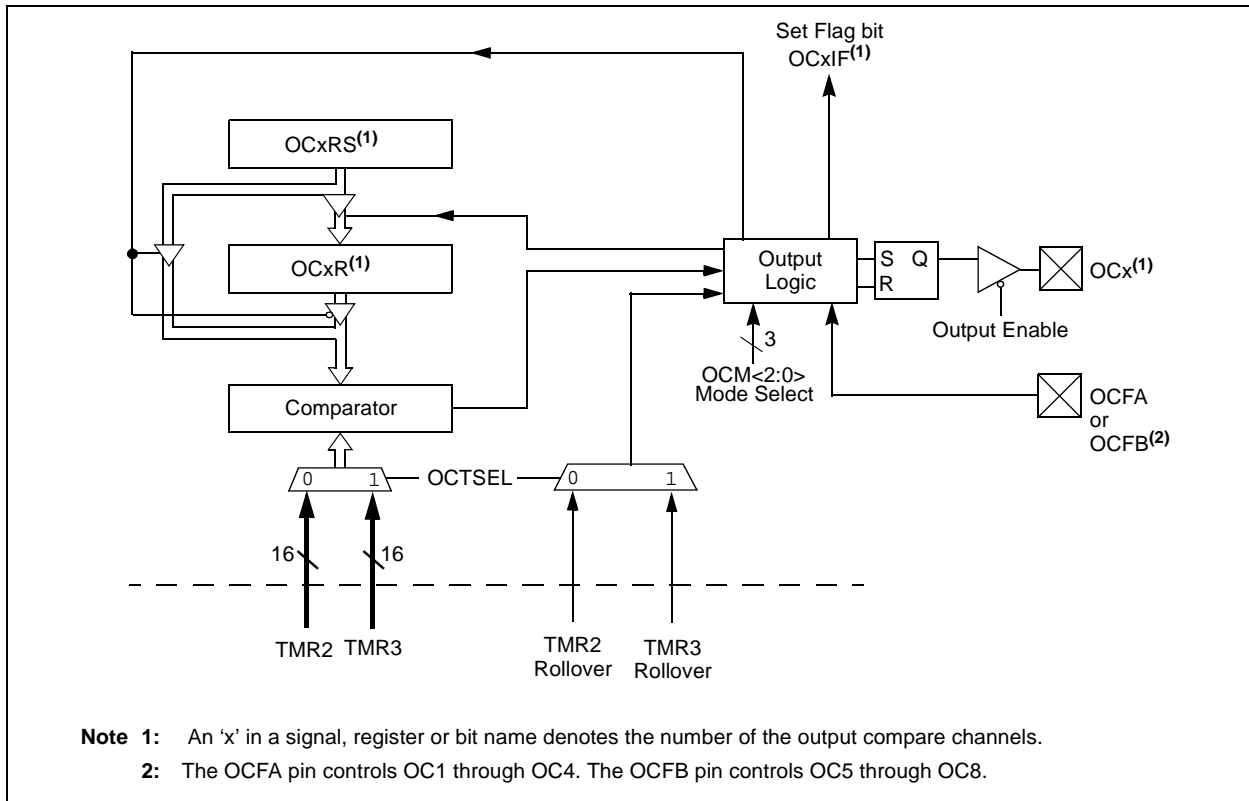 Set Flag bit
OCxIF(1)
OCxRS(1)
OCxR(1)
Output
Logic
S Q
R
OCx(1)
Output Enable
3
OCM<2:0>
Mode Select
OCFA
or
OCFB(2)
Comparator
0 1
OCTSEL
0 1
16
16
TMR2
TMR3
TMR2
Rollover
TMR3
Rollover
Note 1: An ‘x’ in a signal, register or bit name denotes the number of the output compare channels.
2: The OCFA pin controls OC1 through OC4. The OCFB pin controls OC5 through OC8.